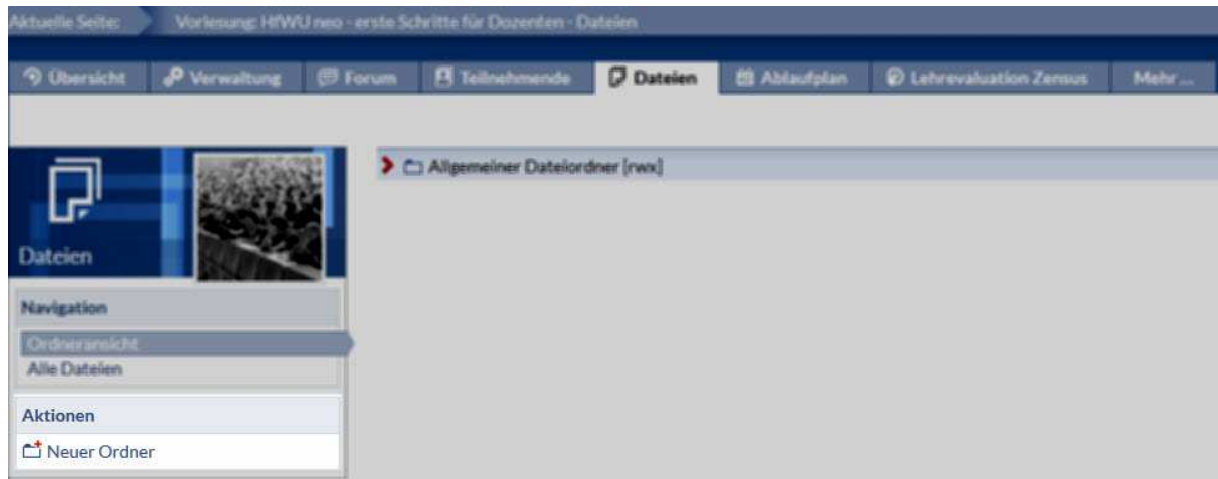 Aktuelle Seite: Vorlesung: HfWU neo - erste Schritte für Dozenten - Dateien
Übersicht Verwaltung Forum Teilnehmende Dateien Ablaufplan Lehrevaluation Zensus Mehr ...
Allgemeiner Dateiordner [rwx]
Dateien
Navigation
Ordneransicht
Alle Dateien
Aktionen
Neuer Ordner